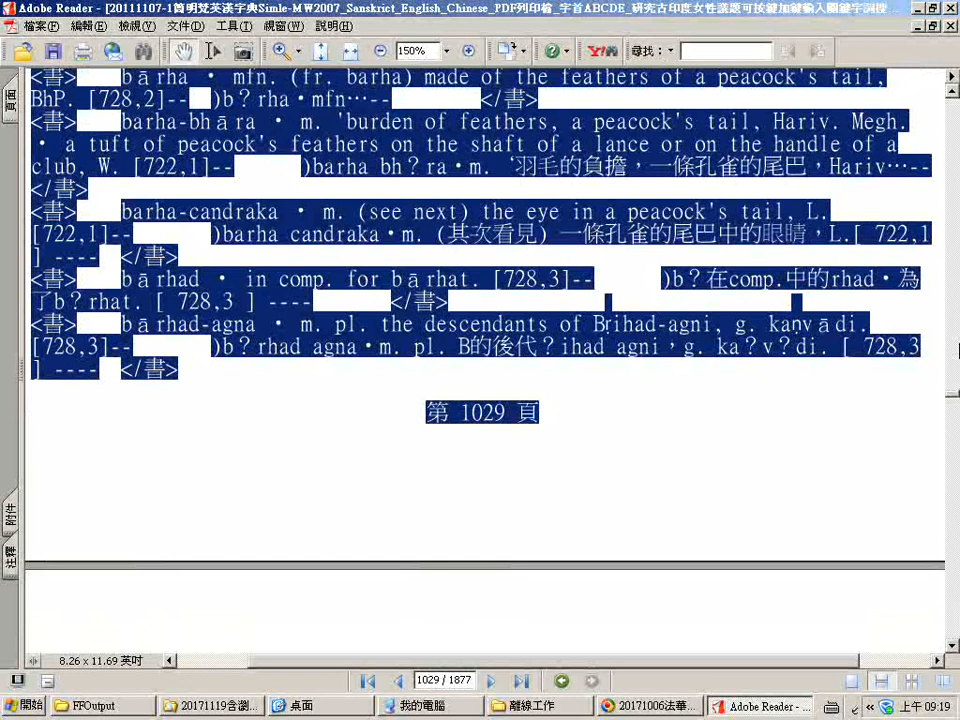 Adobe Reader - [20111107-1簡明梵英漢字典Simle-MW2007_Sanskrict_English_Chinese_PDF列印檔_字首ABCDE_研究古印度女性議題可按鍵加鍵輸入關鍵字詞搜
檔案(F) 編輯(E) 檢視(V) 文件(D) 工具(T) 視窗(W) 說明(H)
150% 尋找：
頁面
<書> bārha ‧ mfn. (fr. barha) made of the feathers of a peacock's tail,
BhP. [728,2]-- )b？rha‧mfn…-- </書>
<書> barha-bhāra ‧ m. 'burden of feathers, a peacock's tail, Hariv. Megh.
‧ a tuft of peacock's feathers on the shaft of a lance or on the handle of a
club, W. [722,1]-- )barha bh？ra‧m.‘羽毛的負擔，一條孔雀的尾巴，Hariv…--
</書>
<書> barha-candraka ‧ m. (see next) the eye in a peacock's tail, L.
[722,1]-- )barha candraka‧m. (其次看見) 一條孔雀的尾巴中的眼睛，L.[ 722,1
] ---- </書>
<書> bārhad ‧ in comp. for bārhat. [728,3]-- )b？在comp.中的rhad‧為
了b？rhat. [ 728,3 ] ---- </書>
<書> bārhad-agna ‧ m. pl. the descendants of Bṛihad-agni, g. kaṇvādi.
[728,3]-- )b？rhad agna‧m. pl. B的後代？ihad agni，g. ka？v？di. [ 728,3
] ---- </書>
第 1029 頁
附件
注釋
8.26 x 11.69 英吋
1029 / 1877
開始 FFOutput 20171119含瀏... 桌面 我的電腦 離線工作 20171006法華... Adobe Reader - ... 上午 09:19